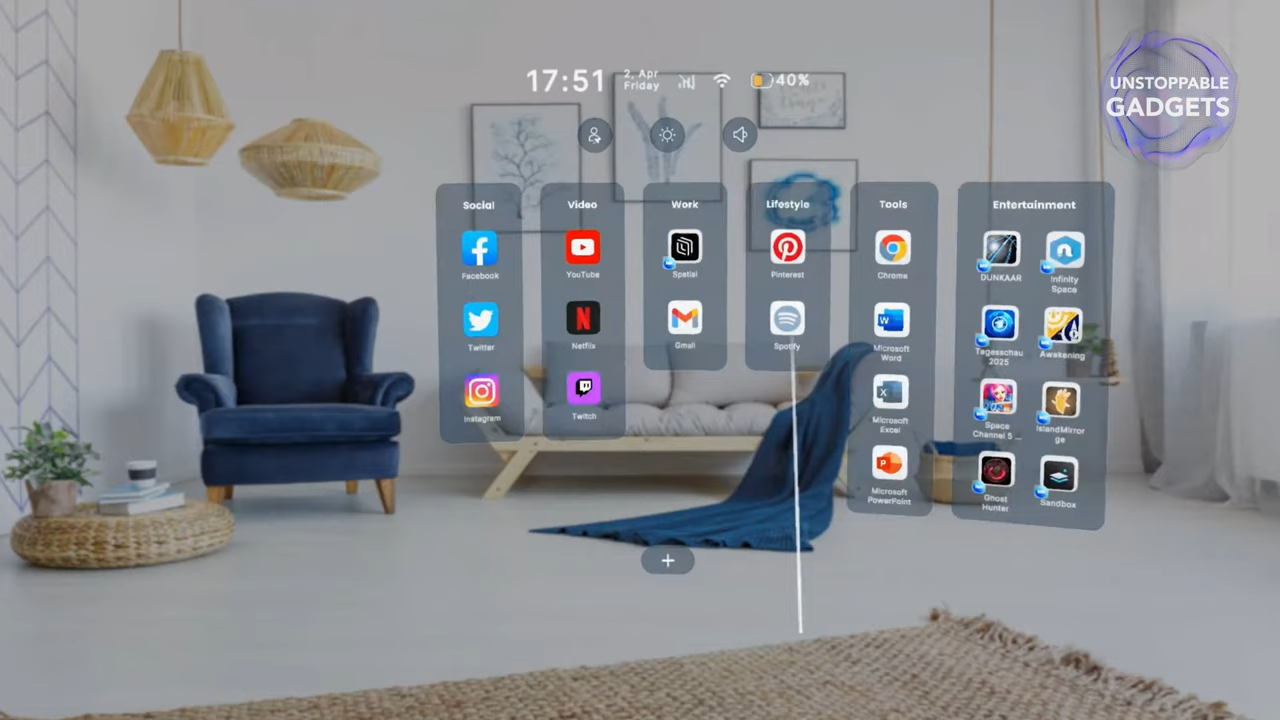 17:51
2, Apr
Friday
40%
UNSTOPPABLE
GADGETS
Social
Facebook
Twitter
Instagram
Video
YouTube
Netflix
Twitch
Work
Spatial
Gmail
Lifestyle
Pinterest
Spotify
Tools
Chrome
Microsoft
Word
Microsoft
Excel
Microsoft
PowerPoint
Entertainment
DUNKAAR
Infinity
Space
Tagesschau
2025
Awakening
Space
Channel 5 ...
IslandMirror
ge
Ghost
Hunter
Sandbox